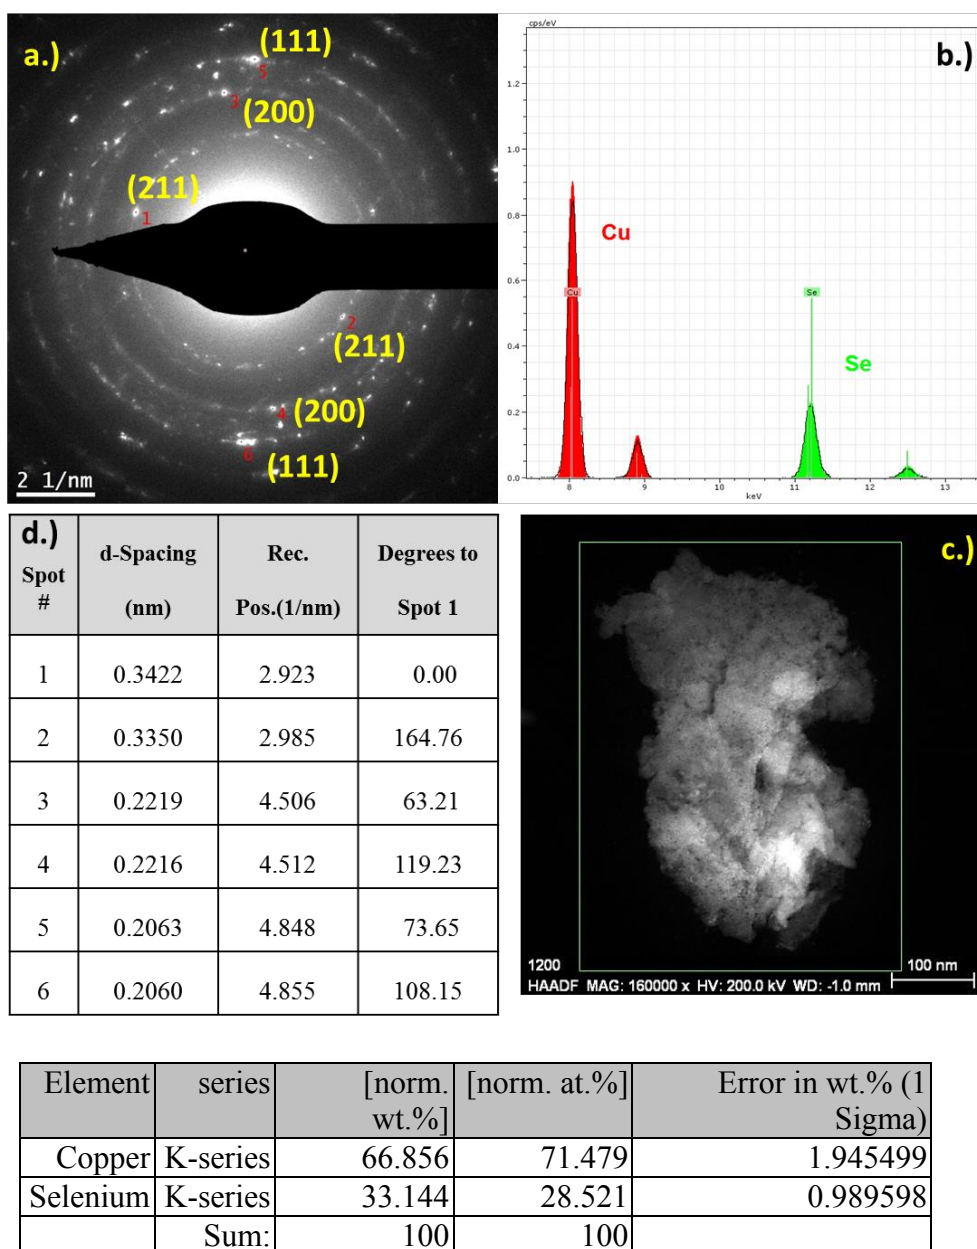 a.)
(111)
5
3
(200)
(211)
1
2
(211)
4
(200)
6
(111)
2 1/nm
cps/eV
b.)
1.2
1.0
0.8
0.6
0.4
0.2
0.0
Cu
Cu
Se
Se
8 9 10 11 12 13
keV
d.)
Spot # d-Spacing (nm) Rec. Pos.(1/nm) Degrees to Spot 1
1 0.3422 2.923 0.00
2 0.3350 2.985 164.76
3 0.2219 4.506 63.21
4 0.2216 4.512 119.23
5 0.2063 4.848 73.65
6 0.2060 4.855 108.15
c.)
1200 100 nm
HAADF MAG: 160000 x HV: 200.0 kV WD: -1.0 mm
Element series [norm. wt.%] [norm. at.%] Error in wt.% (1 Sigma)
Copper K-series 66.856 71.479 1.945499
Selenium K-series 33.144 28.521 0.989598
Sum: 100 100